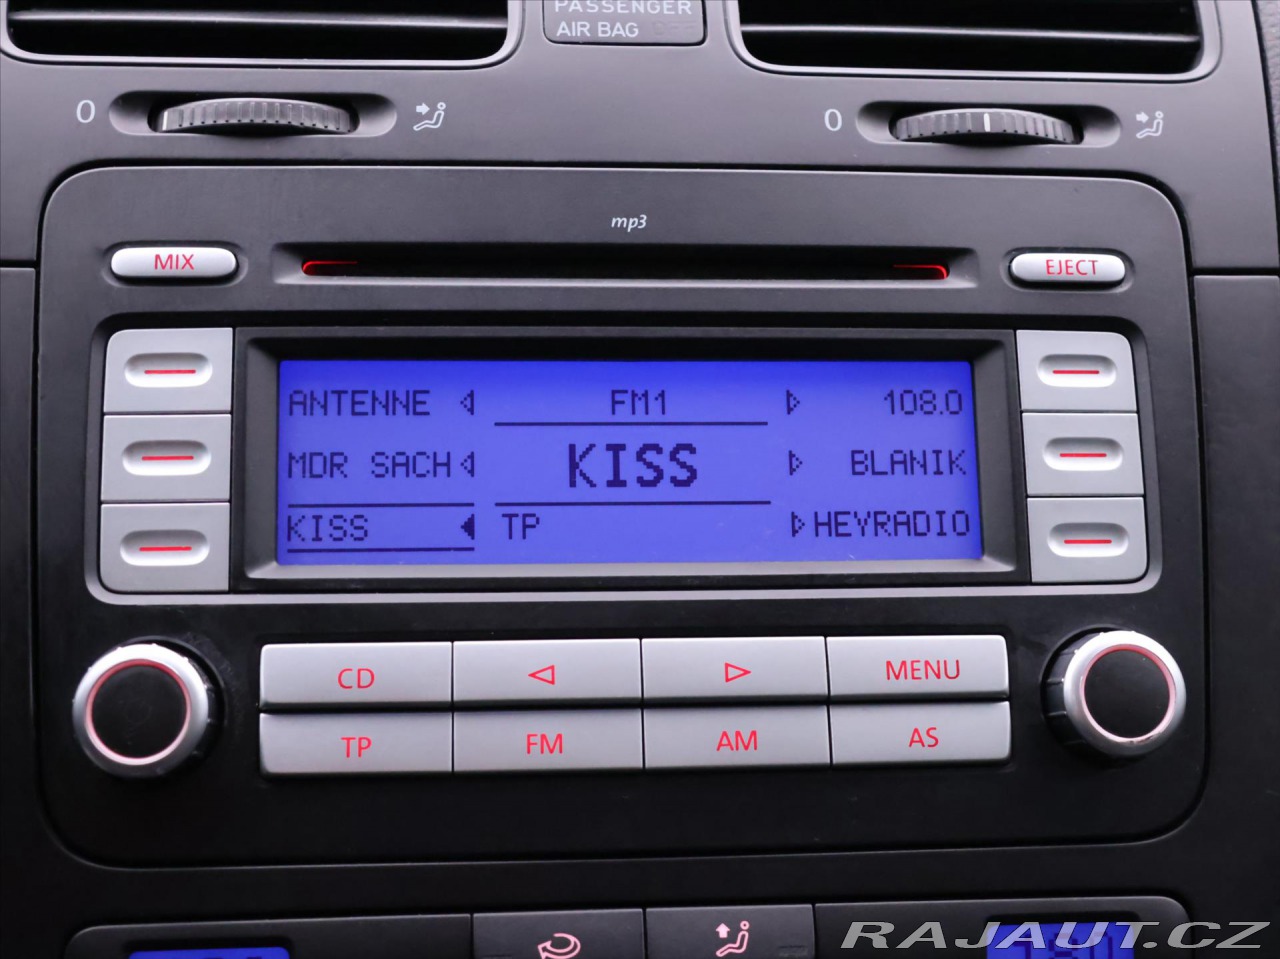 PASSENGER
AIR BAG OFF
0
0
mp3
MIX
EJECT
ANTENNE FM1 108.0
MDR SACH KISS BLANIK
KISS TP HEYRADIO
CD
MENU
TP
FM
AM
AS
RAJAUT.CZ